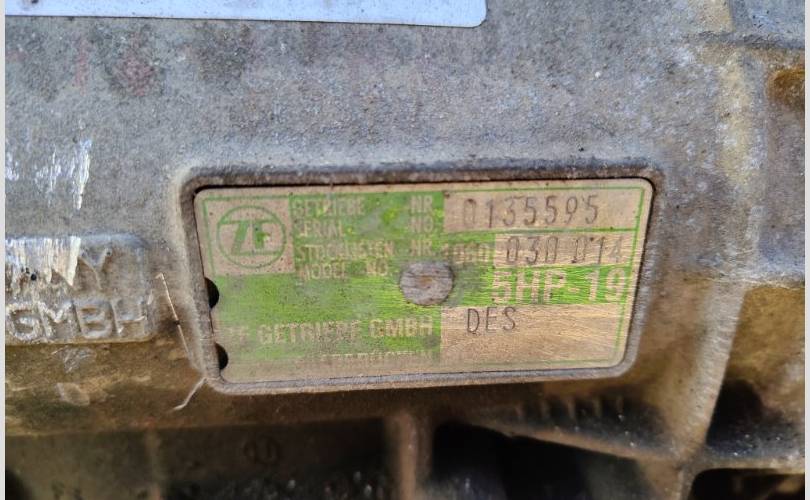 ZF
GETRIEBE NR. 0135595
SERIAL NO.
STÜCKLISTEN NR. 1060 030 014
MODEL NO.
5HP-19
ZF GETRIEBE GMBH DES
GMBH